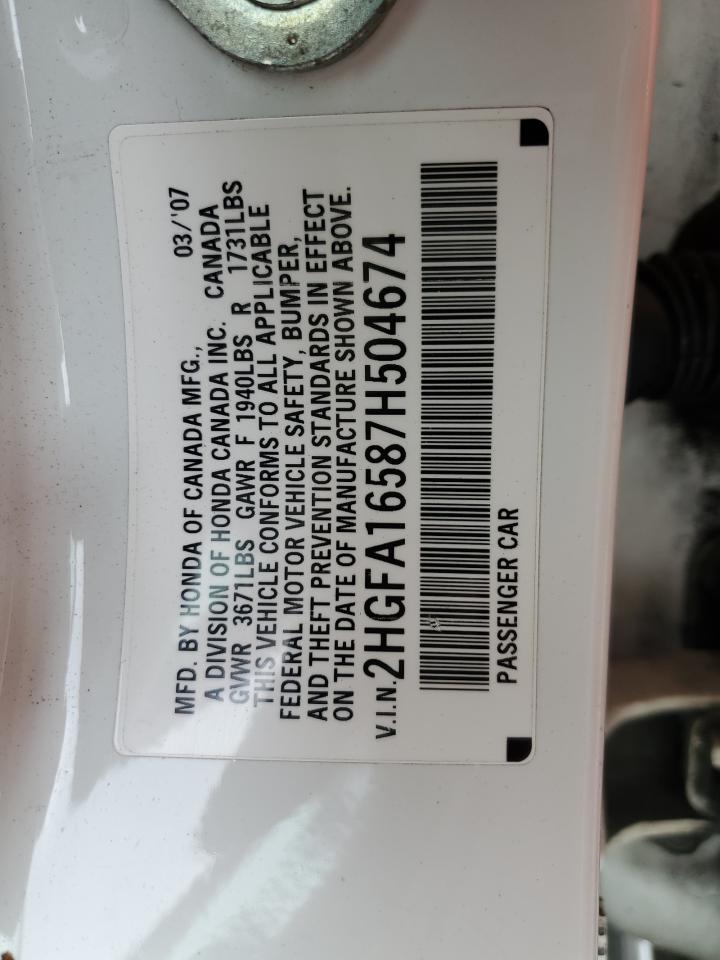 MFD. BY HONDA OF CANADA MFG., 03/'07
A DIVISION OF HONDA CANADA INC. CANADA
GVWR 3671LBS GAWR F 1940LBS R 1731LBS
THIS VEHICLE CONFORMS TO ALL APPLICABLE
FEDERAL MOTOR VEHICLE SAFETY, BUMPER,
AND THEFT PREVENTION STANDARDS IN EFFECT
ON THE DATE OF MANUFACTURE SHOWN ABOVE.
V.I.N. 2HGFA16587H504674
PASSENGER CAR